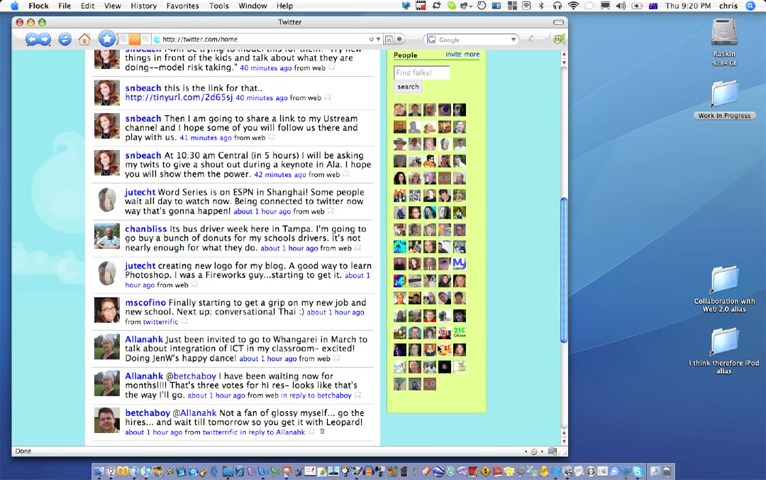 Flock File Edit View History Favorites Tools Window Help
Thu 9:20 PM chris
Twitter
http://twitter.com/home
Google
snbeach I will be trying to model this for them. "Try new
things in front of the kids and talk about what they are
doing--model risk taking." 40 minutes ago from web
snbeach this is the link for that..
http://tinyurl.com/2d65sj 40 minutes ago from web
snbeach Then I am going to share a link to my Ustream
channel and I hope some of you will follow us there and
play with us. 41 minutes ago from web
snbeach At 10:30 am Central (in 5 hours) I will be asking
my twits to give a shout out during a keynote in Ala. I hope
you will show them the power. 42 minutes ago from web
jutecht Word Series is on ESPN in Shanghai! Some people
wait all day to watch now. Being connected to twitter now
way that's gonna happen! about 1 hour ago from web
chanbliss Its bus driver week here in Tampa. I'm going to
go buy a bunch of donuts for my schools drivers. it's not
nearly enough for what they do. about 1 hour ago from web
jutecht creating new logo for my blog. A good way to learn
Photoshop. I was a Fireworks guy...starting to get it. about 1
hour ago from web
mscofino Finally starting to get a grip on my new job and
new school. Next up: conversational Thai :) about 1 hour ago
from twitterrific
Allanahk Just been invited to go to Whangarei in March to
talk about integration of ICT in my classroom- excited!
Doing JenW's happy dance! about 1 hour ago from web
Allanahk @betchaboy I have been waiting now for
months!!!! That's three votes for hi res- looks like that's
the way I'll go. about 1 hour ago from web in reply to betchaboy
betchaboy @Allanahk Not a fan of glossy myself... go the
hires... and wait till tomorrow so you get it with Leopard!
about 1 hour ago from twitterrific in reply to Allanahk
People invite more
Find folks!
search
Done
Raskin
Work in Progress
Collaboration with
Web 2.0 alias
I think therefore iPod
alias